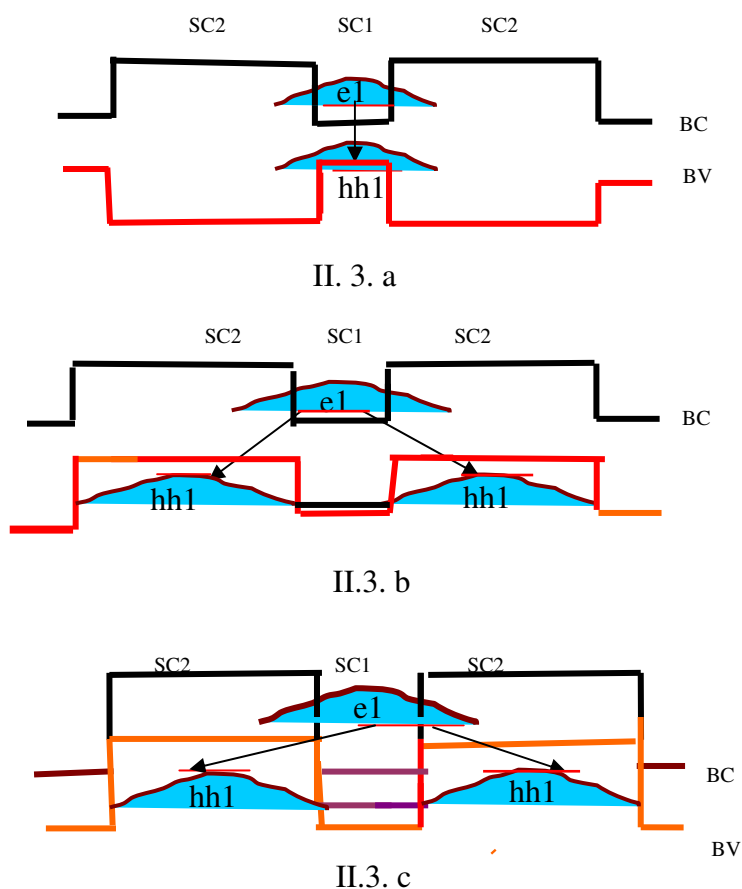 SC2 SC1 SC2
e1
BC
BV
hh1
II. 3. a
SC2 SC1 SC2
e1
BC
hh1 hh1
II.3. b
SC2 SC1 SC2
e1
BC
hh1 hh1
BV
II.3. c